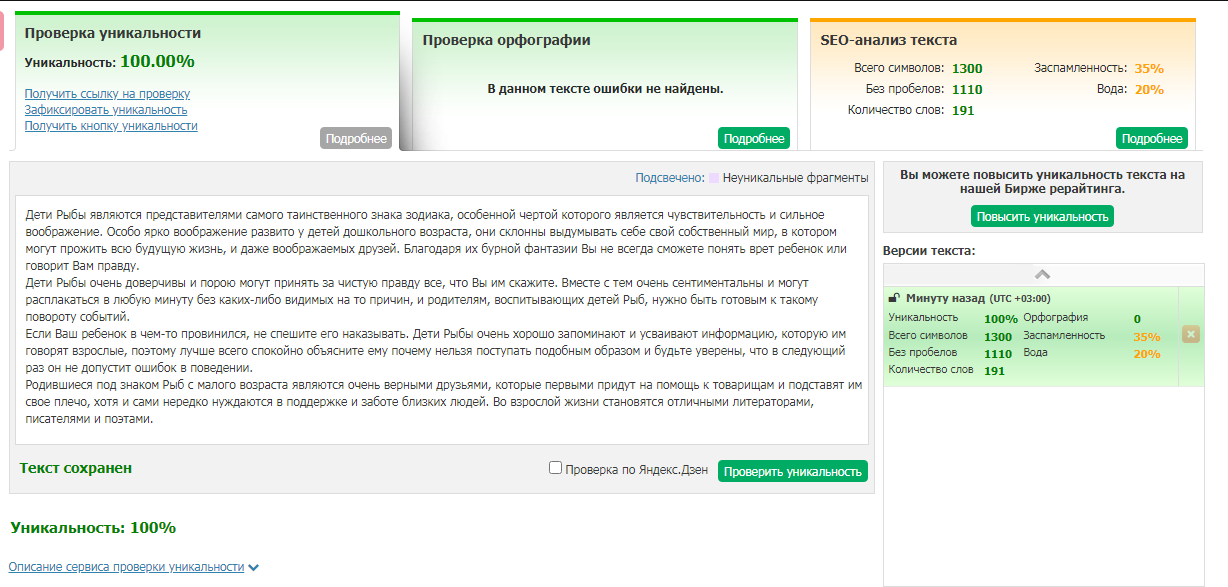 Проверка уникальности
Уникальность: 100.00%
Получить ссылку на проверку
Зафиксировать уникальность
Получить кнопку уникальности
Подробнее
Проверка орфографии
В данном тексте ошибки не найдены.
Подробнее
SEO-анализ текста
Всего символов: 1300 Заспамленность: 35%
Без пробелов: 1110 Вода: 20%
Количество слов: 191
Подробнее
Подсвечено: Неуникальные фрагменты
Дети Рыбы являются представителями самого таинственного знака зодиака, особенной чертой которого является чувствительность и сильное
воображение. Особо ярко воображение развито у детей дошкольного возраста, они склонны выдумывать себе свой собственный мир, в котором
могут прожить всю будущую жизнь, и даже воображаемых друзей. Благодаря их бурной фантазии Вы не всегда сможете понять врет ребенок или
говорит Вам правду.
Дети Рыбы очень доверчивы и порою могут принять за чистую правду все, что Вы им скажите. Вместе с тем очень сентиментальны и могут
расплакаться в любую минуту без каких-либо видимых на то причин, и родителям, воспитывающих детей Рыб, нужно быть готовым к такому
повороту событий.
Если Ваш ребенок в чем-то провинился, не спешите его наказывать. Дети Рыбы очень хорошо запоминают и усваивают информацию, которую им
говорят взрослые, поэтому лучше всего спокойно объясните ему почему нельзя поступать подобным образом и будьте уверены, что в следующий
раз он не допустит ошибок в поведении.
Родившиеся под знаком Рыб с малого возраста являются очень верными друзьями, которые первыми придут на помощь к товарищам и подставят им
свое плечо, хотя и сами нередко нуждаются в поддержке и заботе близких людей. Во взрослой жизни становятся отличными литераторами,
писателями и поэтами.
Текст сохранен
Проверка по Яндекс.Дзен
Проверить уникальность
Уникальность: 100%
Описание сервиса проверки уникальности
Вы можете повысить уникальность текста на
нашей Бирже рерайтинга.
Повысить уникальность
Версии текста:
Минуту назад (UTC +03:00)
Уникальность 100% Орфография 0
Всего символов 1300 Заспамленность 35%
Без пробелов 1110 Вода 20%
Количество слов 191